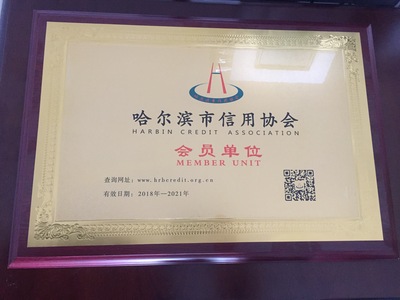 哈尔滨市信用协会
HARBIN CREDIT ASSOCIATION
会员单位
MEMBER UNIT
查询网址：www.hrbcredit.org.cn
有效日期：2018年—2021年